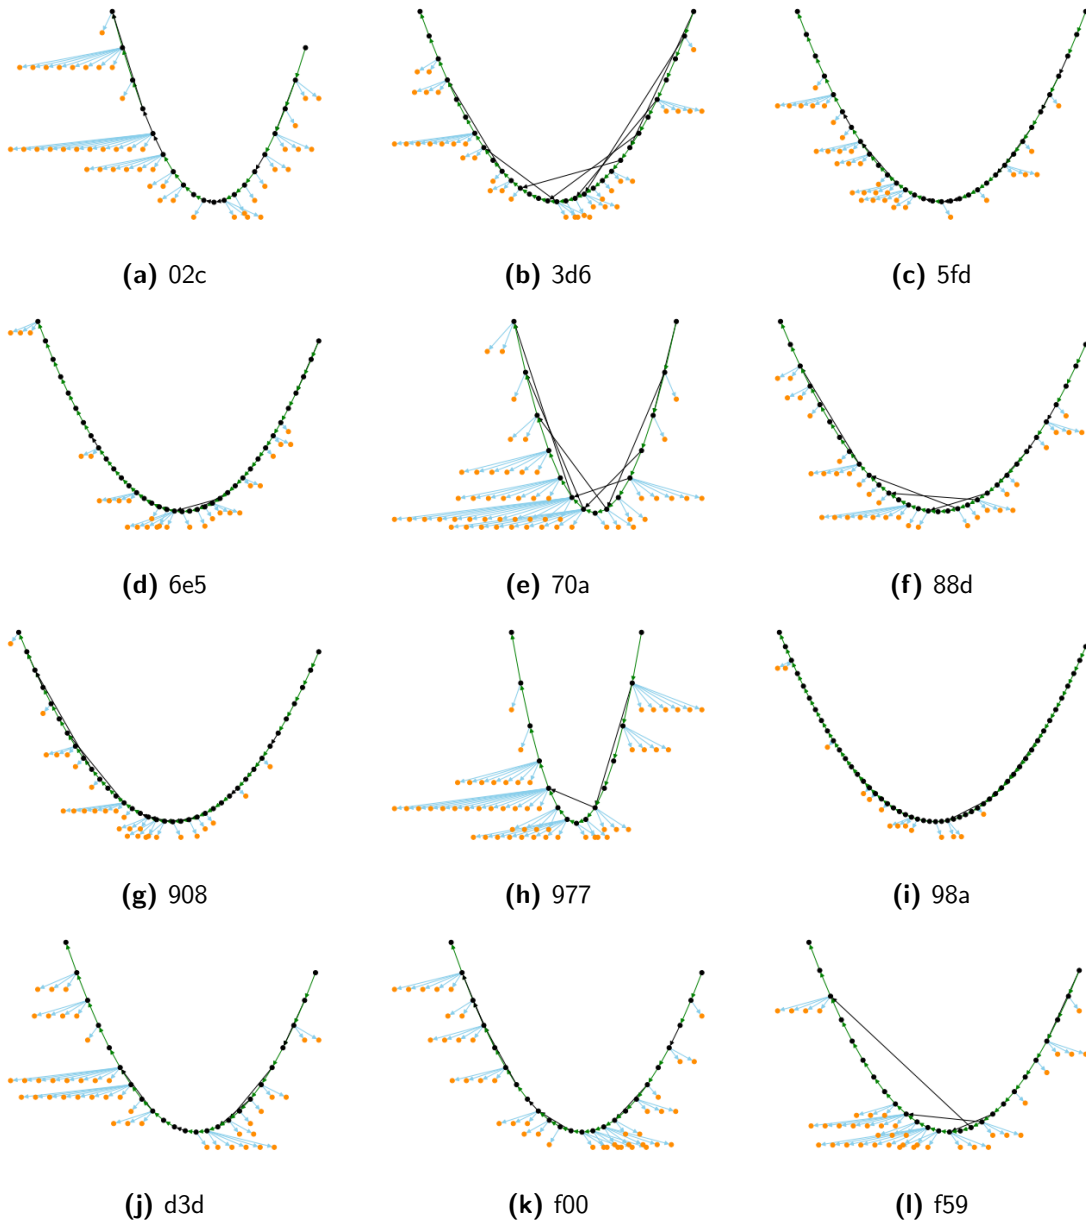 (a) 02c (b) 3d6 (c) 5fd
(d) 6e5 (e) 70a (f) 88d
(g) 908 (h) 977 (i) 98a
(j) d3d (k) f00 (l) f59